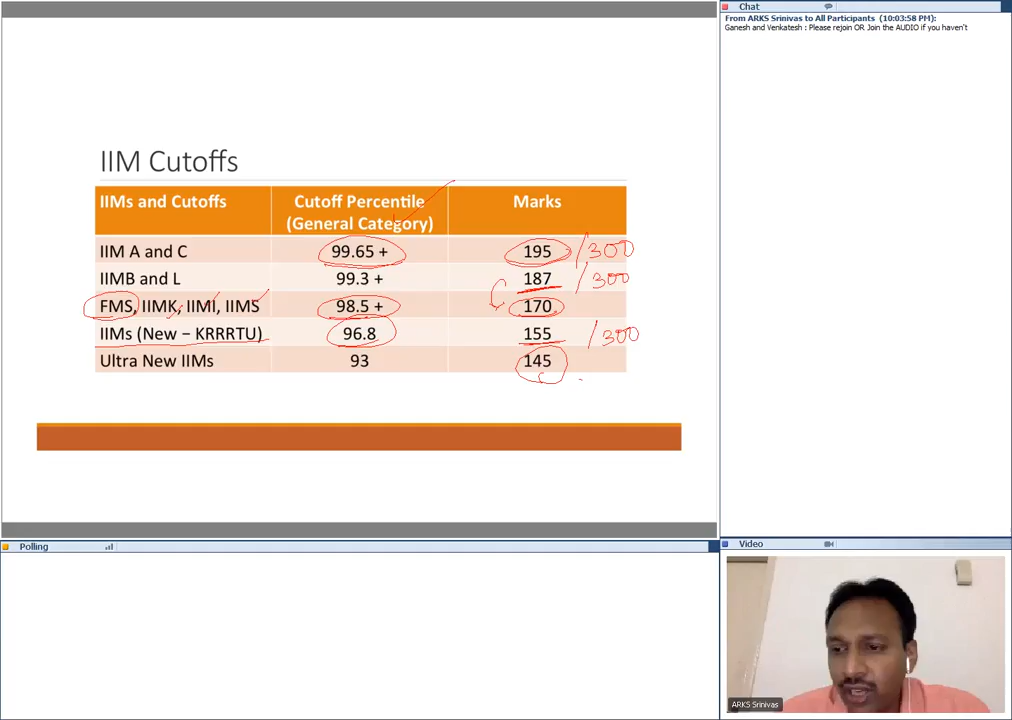 Chat
From ARKS Srinivas to All Participants (10:03:58 PM):
Ganesh and Venkatesh : Please rejoin OR Join the AUDIO if you haven't
IIM Cutoffs
IIMs and Cutoffs Cutoff Percentile (General Category) Marks
IIM A and C 99.65 + 195 /300
IIMB and L 99.3 + 187 /300
FMS, IIMK, IIMI, IIMS 98.5 + 170
IIMs (New – KRRRTU) 96.8 155 /300
Ultra New IIMs 93 145
Polling
Video
ARKS Srinivas